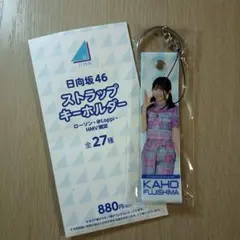 日向坂46
ストラップ
キーホルダー
ローソン・@Loppi・
HMV限定
全27種
880円
KAHO
FUJISHIMA